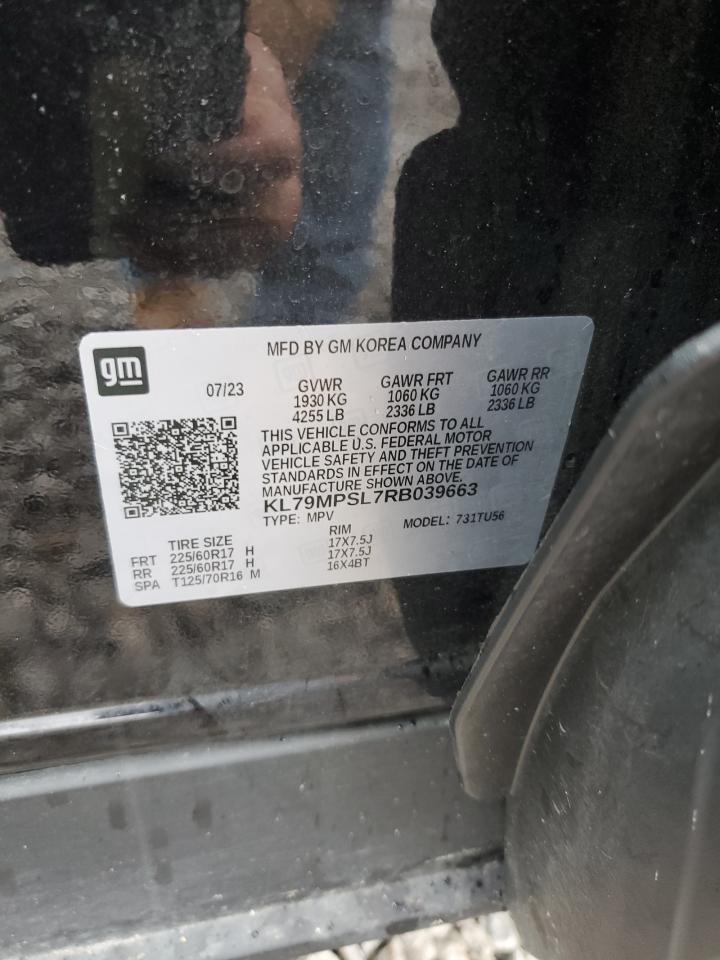 gm
MFD BY GM KOREA COMPANY
07/23
GVWR
1930 KG
4255 LB
GAWR FRT
1060 KG
2336 LB
GAWR RR
1060 KG
2336 LB
THIS VEHICLE CONFORMS TO ALL
APPLICABLE U.S. FEDERAL MOTOR
VEHICLE SAFETY AND THEFT PREVENTION
STANDARDS IN EFFECT ON THE DATE OF
MANUFACTURE SHOWN ABOVE.
KL79MPSL7RB039663
TYPE: MPV
MODEL: 731TU56
TIRE SIZE RIM
FRT 225/60R17 H 17X7.5J
RR 225/60R17 H 17X7.5J
SPA T125/70R16 M 16X4BT